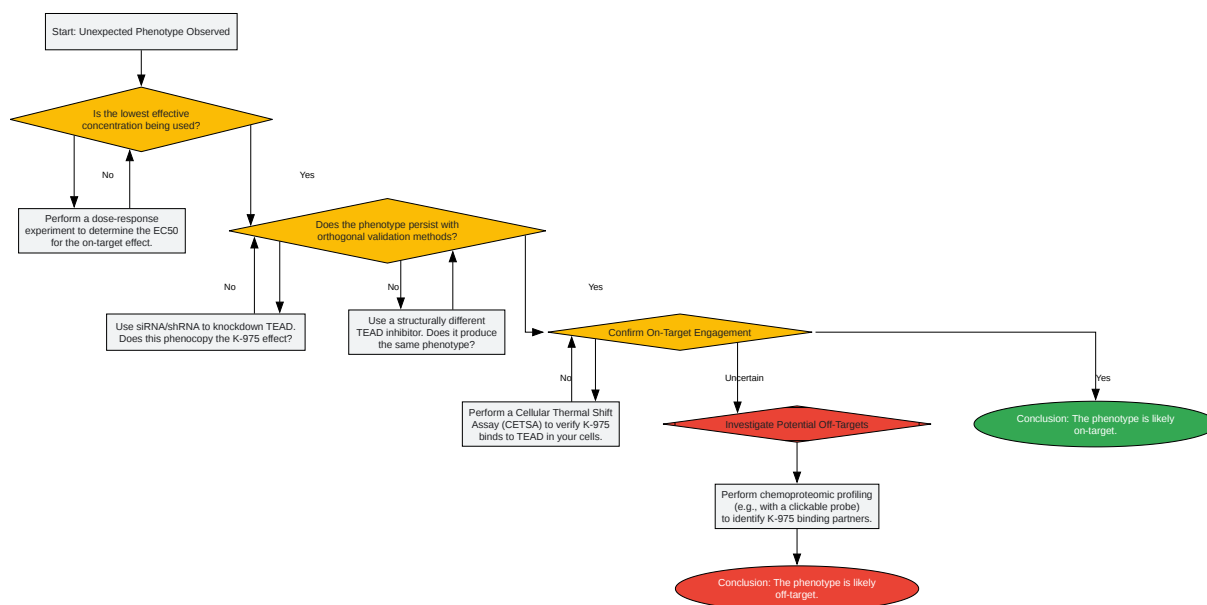 Start: Unexpected Phenotype Observed
Is the lowest effective
concentration being used?
No
Yes
Perform a dose-response
experiment to determine the EC50
for the on-target effect.
Does the phenotype persist with
orthogonal validation methods?
No
No
Yes
Use siRNA/shRNA to knockdown TEAD.
Does this phenocopy the K-975 effect?
Use a structurally different
TEAD inhibitor. Does it produce
the same phenotype?
Confirm On-Target Engagement
No
Uncertain
Yes
Perform a Cellular Thermal Shift
Assay (CETSA) to verify K-975
binds to TEAD in your cells.
Investigate Potential Off-Targets
Conclusion: The phenotype is likely
on-target.
Perform chemoproteomic profiling
(e.g., with a clickable probe)
to identify K-975 binding partners.
Conclusion: The phenotype is likely
off-target.